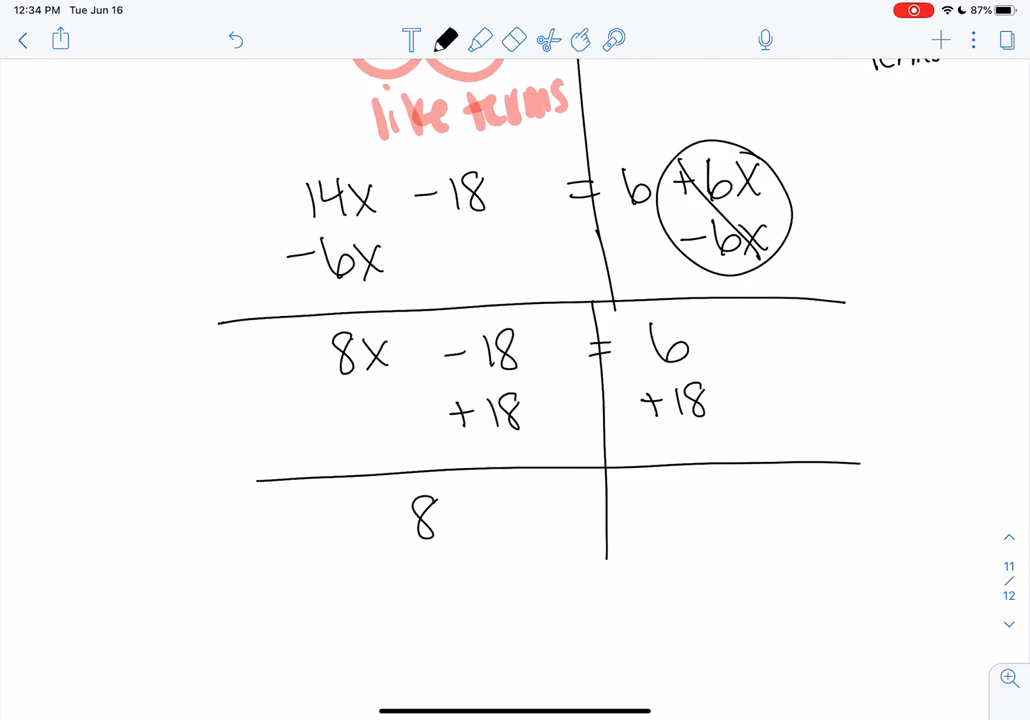 12:34 PM Tue Jun 16 87%
T
like terms
14x - 18 = 6 + 6x
- 6x - 6x
8x - 18 = 6
+ 18 + 18
8
11
/
12